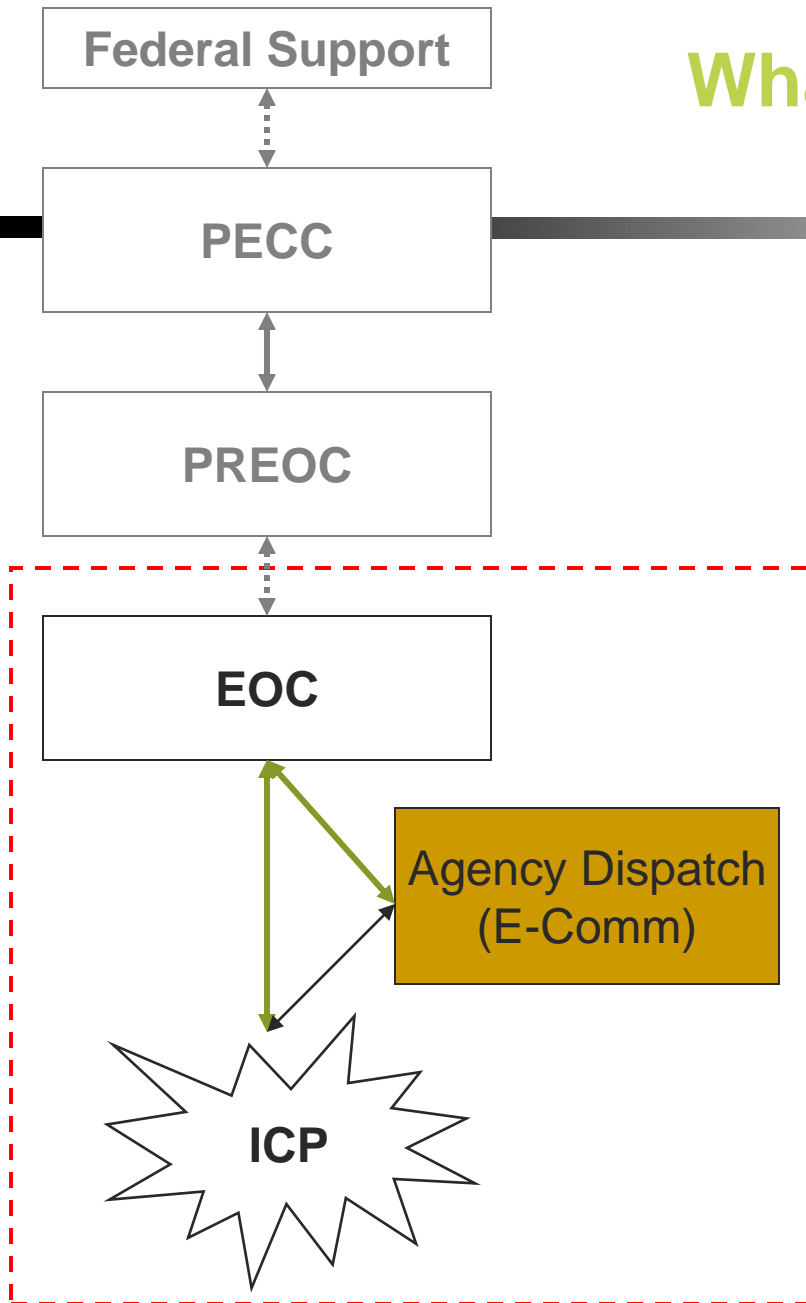 Federal Support
PECC
PREOC
EOC
Agency Dispatch
(E-Comm)
ICP